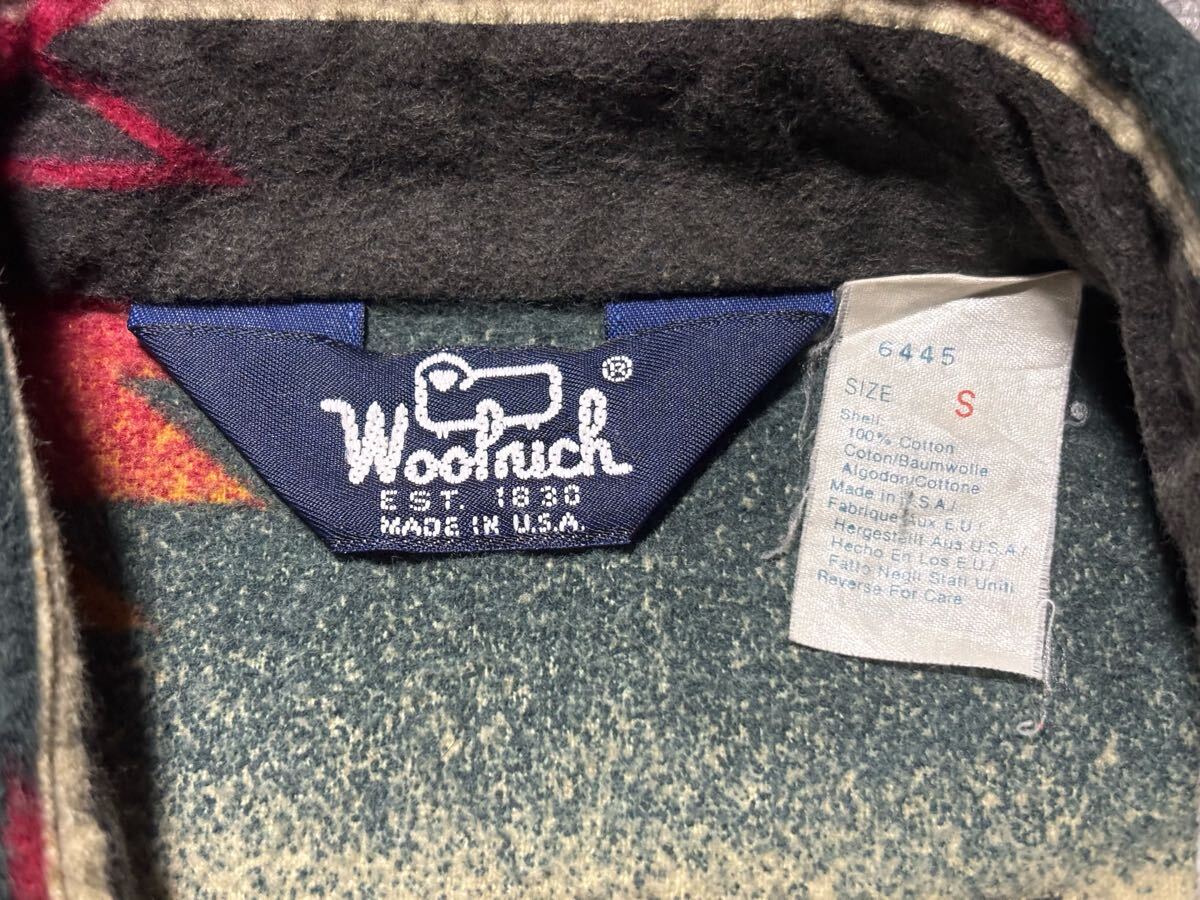 Woolrich®
EST. 1830
MADE IN U.S.A.
6445
SIZE S
Shell:
100% Cotton
Coton/Baumwolle
Algodon/Cottone
Made in U.S.A./
Fabrique Aux E.U./
Hergestellt Aus U.S.A./
Hecho En Los E.U./
Fatto Negli Stati Uniti
Reverse For Care